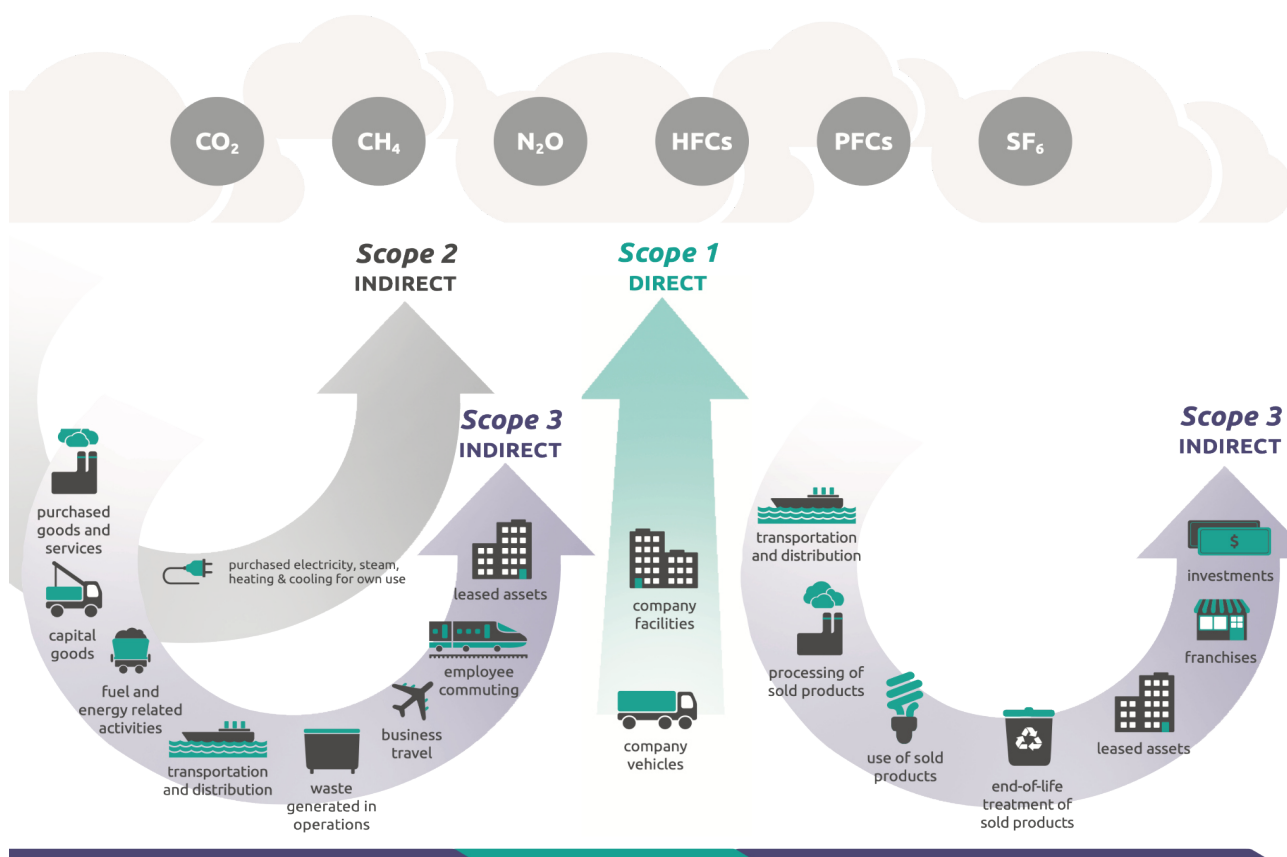 CO₂
CH₄
N₂O
HFCs
PFCs
SF₆
Scope 2
INDIRECT
Scope 1
DIRECT
Scope 3
INDIRECT
Scope 3
INDIRECT
purchased
goods and
services
capital
goods
fuel and
energy related
activities
transportation
and distribution
waste
generated in
operations
business
travel
employee
commuting
leased assets
purchased electricity, steam,
heating & cooling for own use
company
facilities
company
vehicles
transportation
and distribution
processing of
sold products
use of sold
products
end-of-life
treatment of
sold products
leased assets
franchises
$
investments